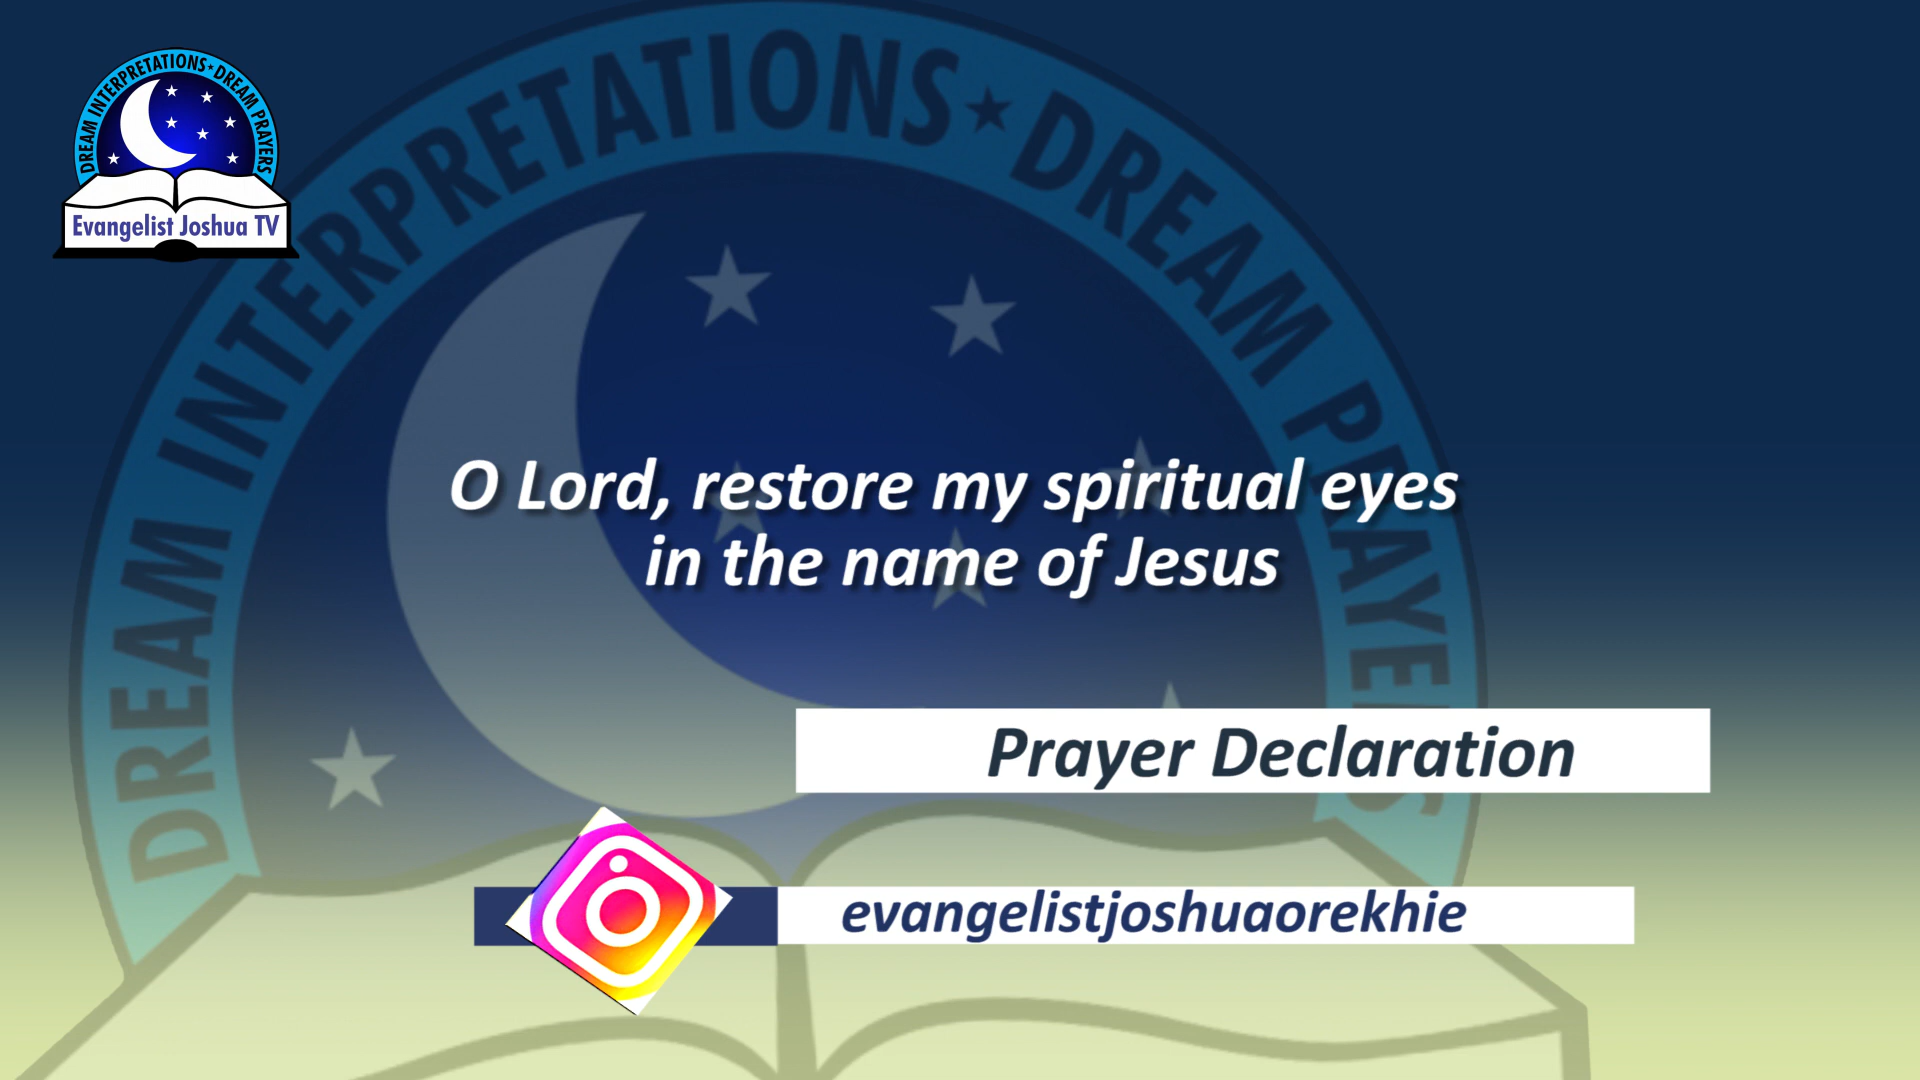 DREAM INTERPRETATIONS★DREAM PRAYERS
Evangelist Joshua TV
DREAM INTERPRETATIONS★DREAM PRAYERS
O Lord, restore my spiritual eyes
in the name of Jesus
Prayer Declaration
evangelistjoshuaorekhie